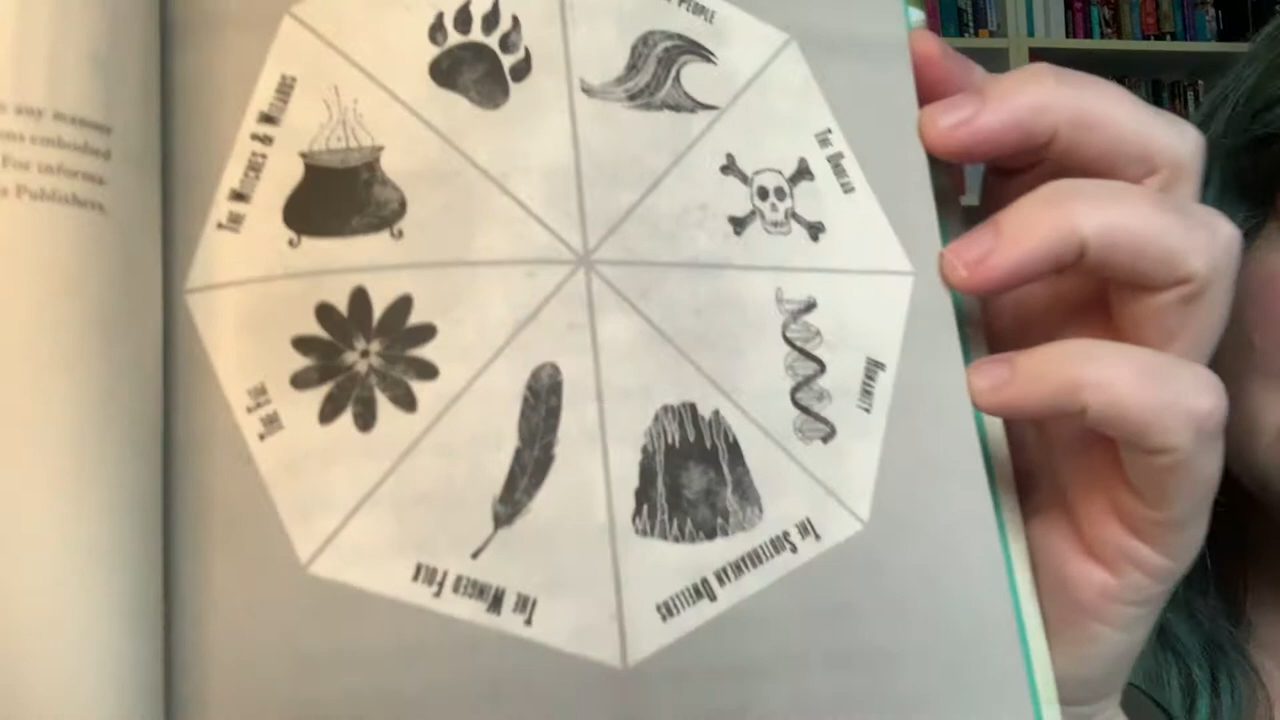 n any manner
ons embodied
For informa-
s Publishers,
PEOPLE
THE WITCHES & WIZARDS
THE UNDEAD
HUMANITY
THE
THE WINGED FOLK
THE SUBTERRANEAN DWELLERS